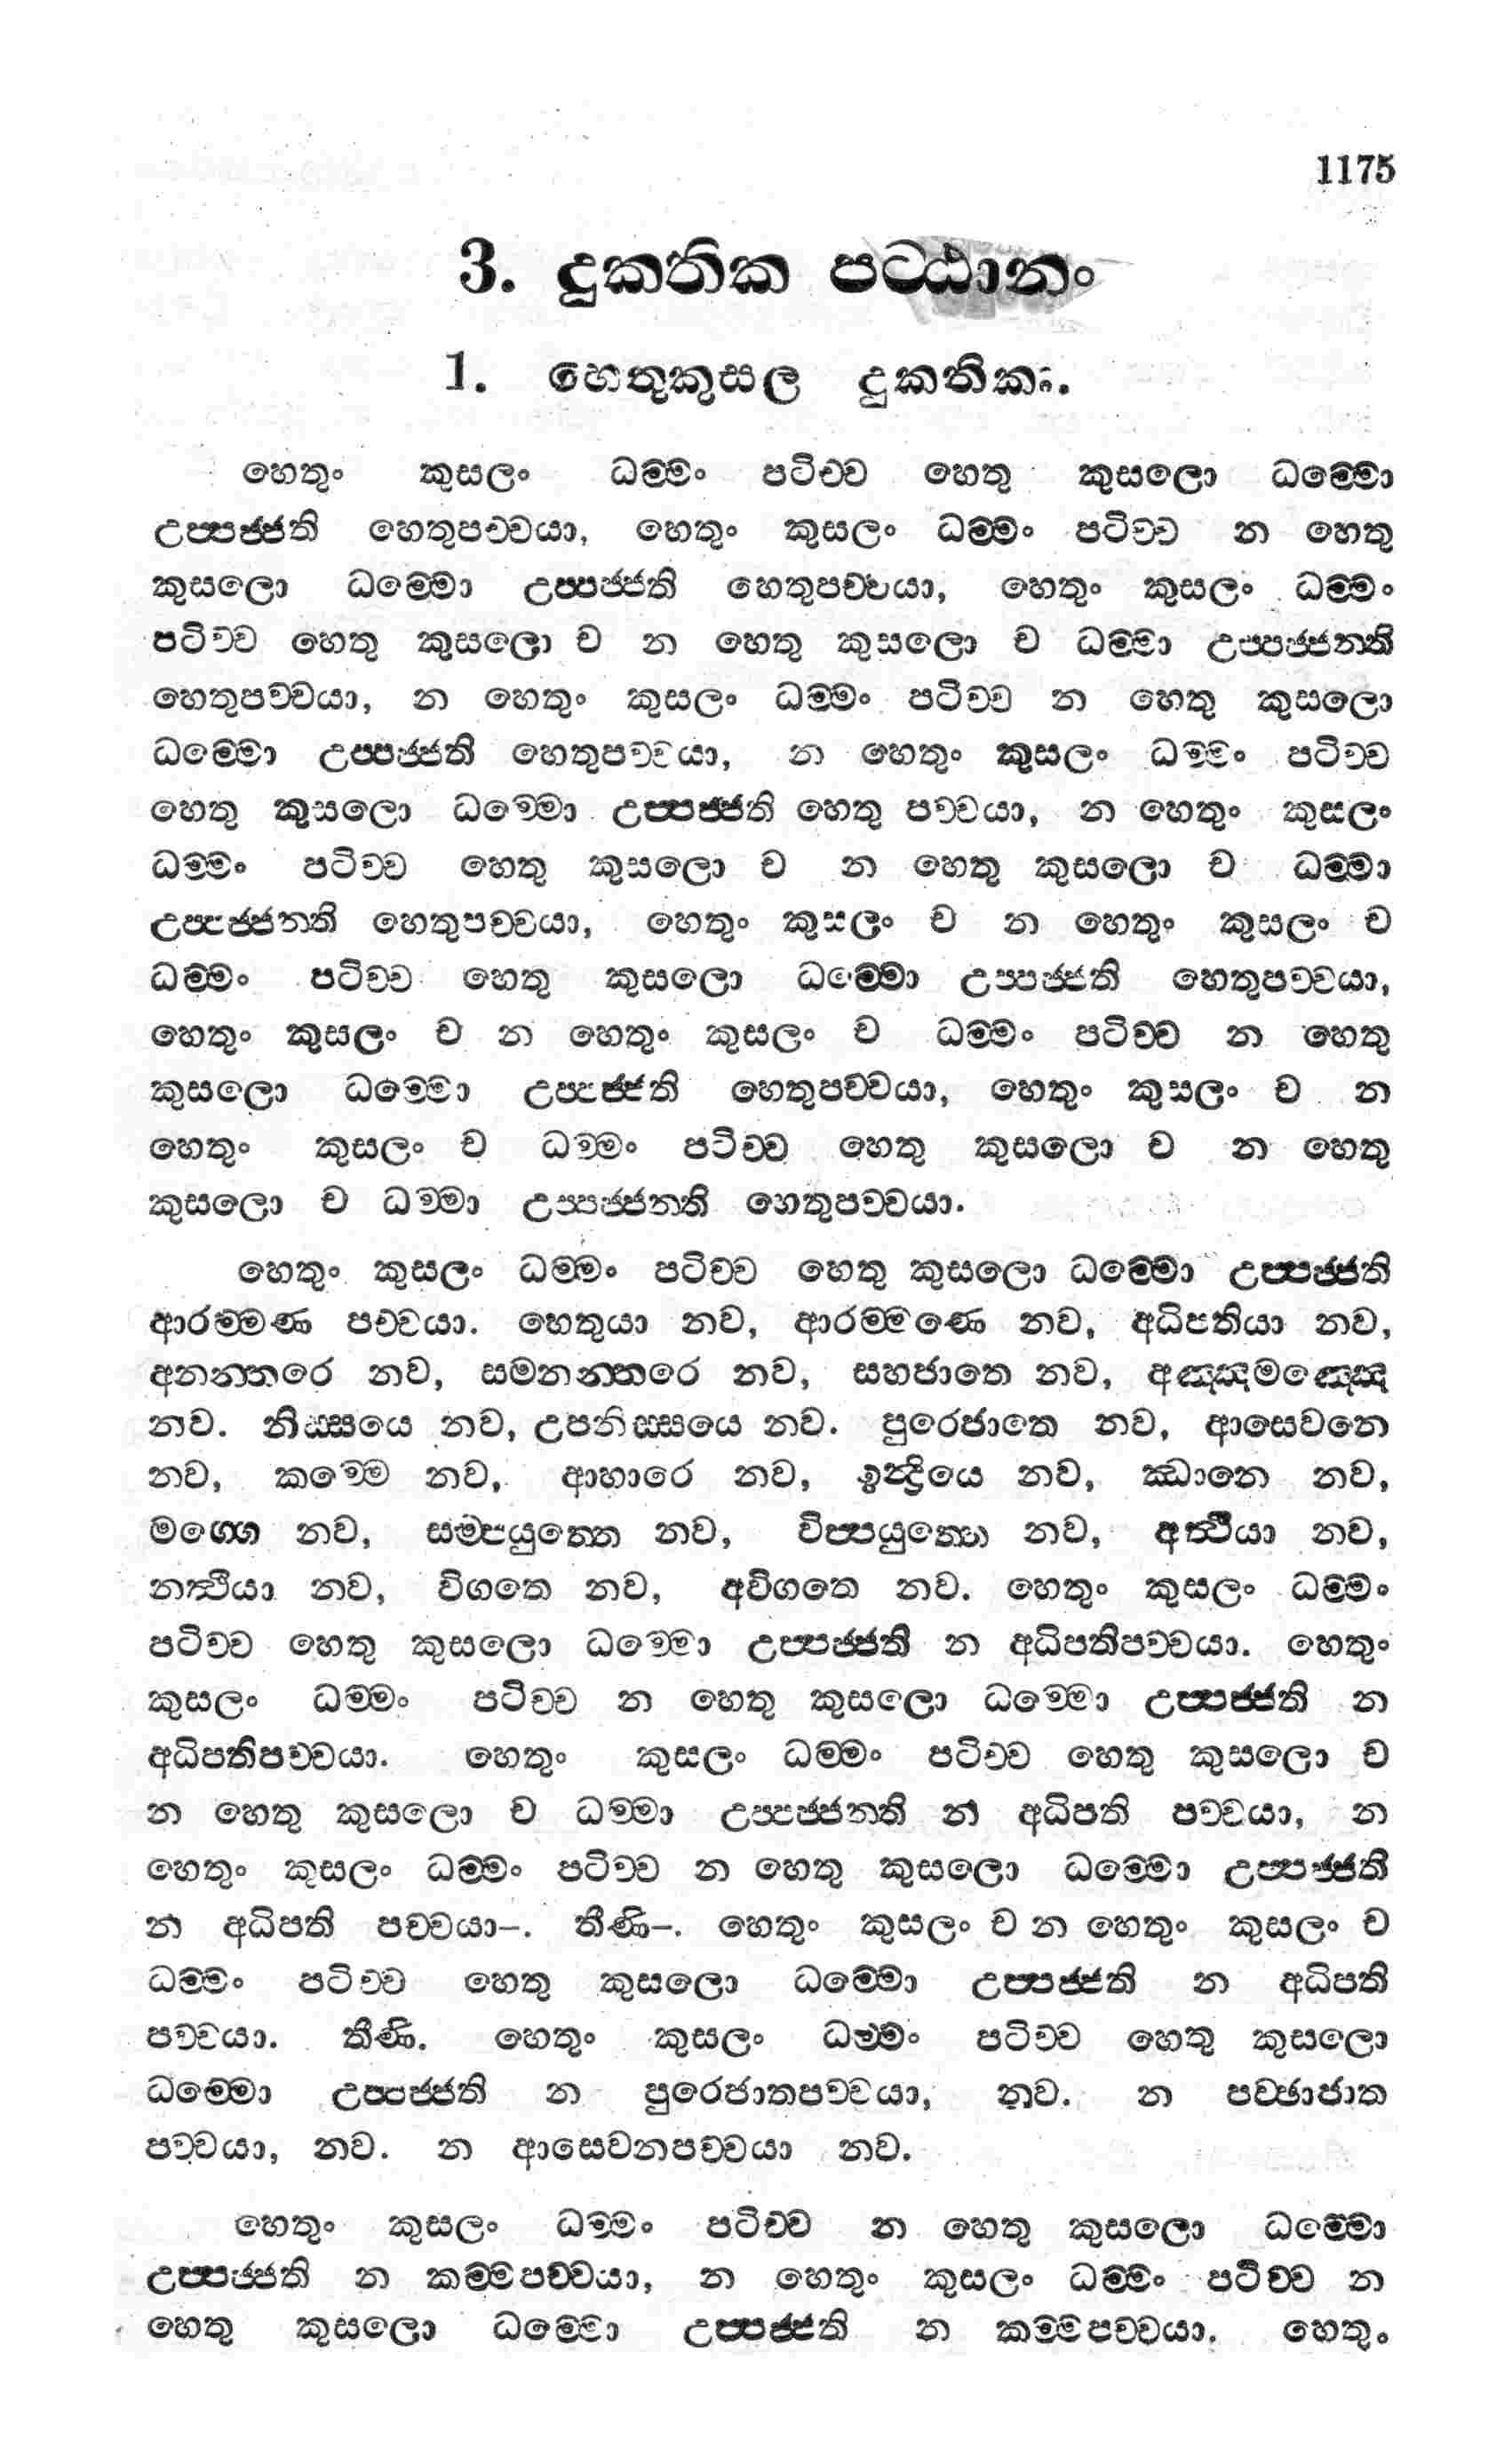 1175
3. දුකතික පට්ඨානං
1. හෙතුකුසල දුකතිකං.
හෙතුං කුසලං ධම්මං පටිච්ච හෙතු කුසලො ධම්මො
උප්පජ්ජති හෙතුපච්චයා, හෙතුං කුසලං ධම්මං පටිච්ච න හෙතු
කුසලො ධම්මො උප්පජ්ජති හෙතුපච්චයා, හෙතුං කුසලං ධම්මං
පටිච්ච හෙතු කුසලො ච න හෙතු කුසලො ච ධම්මා උප්පජ්ජන්ති
හෙතුපච්චයා, න හෙතුං කුසලං ධම්මං පටිච්ච න හෙතු කුසලො
ධම්මො උප්පජ්ජති හෙතුපච්චයා, න හෙතුං කුසලං ධම්මං පටිච්ච
හෙතු කුසලො ධම්මො උප්පජ්ජති හෙතු පච්චයා, න හෙතුං කුසලං
ධම්මං පටිච්ච හෙතු කුසලො ච න හෙතු කුසලො ච ධම්මා
උප්පජ්ජන්ති හෙතුපච්චයා, හෙතුං කුසලං ච න හෙතුං කුසලං ච
ධම්මං පටිච්ච හෙතු කුසලො ධම්මො උප්පජ්ජති හෙතුපච්චයා,
හෙතුං කුසලං ච න හෙතුං කුසලං ච ධම්මං පටිච්ච න හෙතු
කුසලො ධම්මො උප්පජ්ජති හෙතුපච්චයා, හෙතුං කුසලං ච න
හෙතුං කුසලං ච ධම්මං පටිච්ච හෙතු කුසලො ච න හෙතු
කුසලො ච ධම්මා උප්පජ්ජන්ති හෙතුපච්චයා.
හෙතුං කුසලං ධම්මං පටිච්ච හෙතු කුසලො ධම්මො උප්පජ්ජති
ආරම්මණ පච්චයා. හෙතුයා නව, ආරම්මණෙ නව, අධිපතියා නව,
අනන්තරෙ නව, සමනන්තරෙ නව, සහජාතෙ නව, අඤ්ඤමඤ්ඤෙ
නව. නිස්සයෙ නව, උපනිස්සයෙ නව. පුරෙජාතෙ නව, ආසෙවනෙ
නව, කම්මෙ නව, ආහාරෙ නව, ඉන්ද්‍රියෙ නව, ඣානෙ නව,
මග්ගෙ නව, සම්පයුත්තෙ නව, විප්පයුත්තෙ නව, අත්ථියා නව,
නත්ථියා නව, විගතෙ නව, අවිගතෙ නව. හෙතුං කුසලං ධම්මං
පටිච්ච හෙතු කුසලො ධම්මො උප්පජ්ජති න අධිපතිපච්චයා. හෙතුං
කුසලං ධම්මං පටිච්ච න හෙතු කුසලො ධම්මො උප්පජ්ජති න
අධිපතිපච්චයා. හෙතුං කුසලං ධම්මං පටිච්ච හෙතු කුසලො ච
න හෙතු කුසලො ච ධම්මා උප්පජ්ජන්ති න අධිපති පච්චයා, න
හෙතුං කුසලං ධම්මං පටිච්ච න හෙතු කුසලො ධම්මො උප්පජ්ජති
න අධිපති පච්චයා–. තීණි–. හෙතුං කුසලං ච න හෙතුං කුසලං ච
ධම්මං පටිච්ච හෙතු කුසලො ධම්මො උප්පජ්ජති න අධිපති
පච්චයා. තීණි. හෙතුං කුසලං ධම්මං පටිච්ච හෙතු කුසලො
ධම්මො උප්පජ්ජති න පුරෙජාතපච්චයා, නව. න පච්ඡාජාත
පච්චයා, නව. න ආසෙවනපච්චයා නව.
හෙතුං කුසලං ධම්මං පටිච්ච න හෙතු කුසලො ධම්මො
උප්පජ්ජති න කම්මපච්චයා, න හෙතුං කුසලං ධම්මං පටිච්ච න
හෙතු කුසලො ධම්මො උප්පජ්ජති න කම්මපච්චයා, හෙතුං